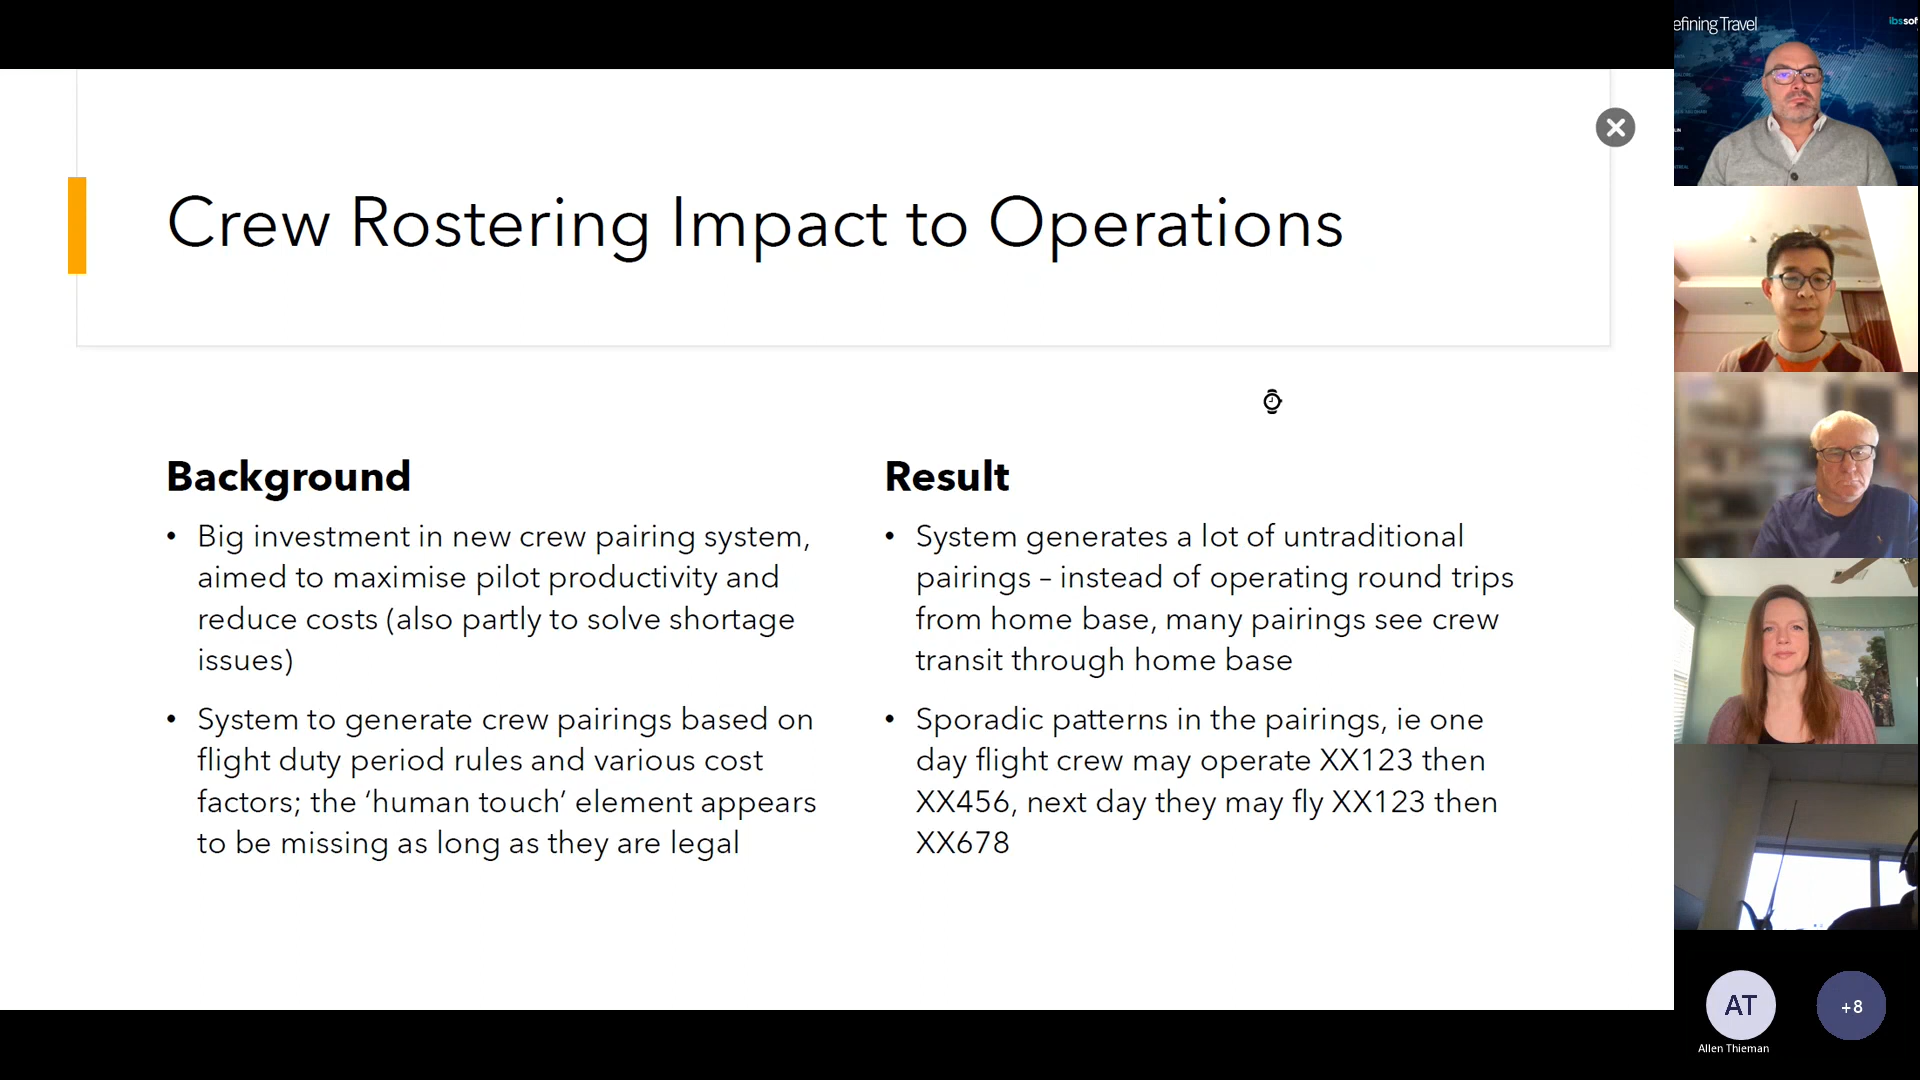 efining Travel
ibssof
Crew Rostering Impact to Operations
Background
• Big investment in new crew pairing system,
aimed to maximise pilot productivity and
reduce costs (also partly to solve shortage
issues)
• System to generate crew pairings based on
flight duty period rules and various cost
factors; the ‘human touch’ element appears
to be missing as long as they are legal
Result
• System generates a lot of untraditional
pairings – instead of operating round trips
from home base, many pairings see crew
transit through home base
• Sporadic patterns in the pairings, ie one
day flight crew may operate XX123 then
XX456, next day they may fly XX123 then
XX678
AT
+8
Allen Thieman